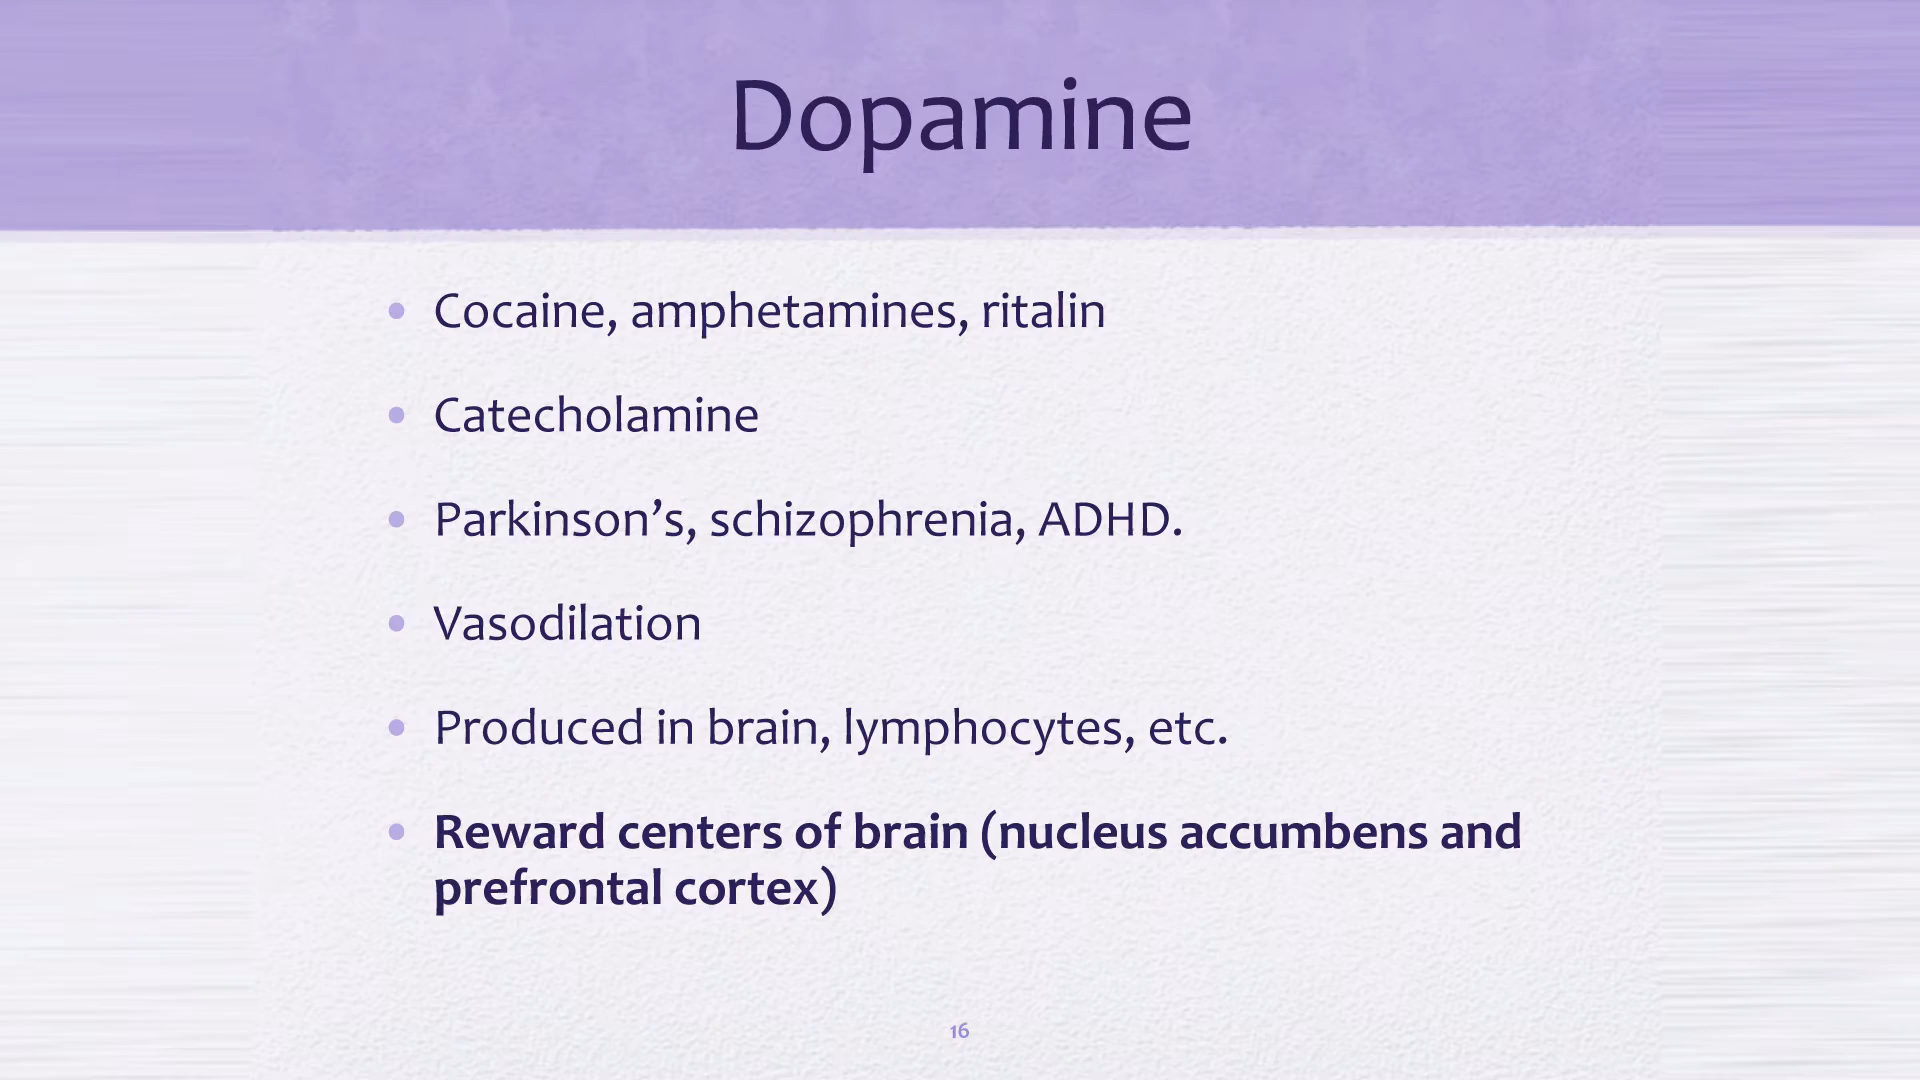 Dopamine
• Cocaine, amphetamines, ritalin
• Catecholamine
• Parkinson’s, schizophrenia, ADHD.
• Vasodilation
• Produced in brain, lymphocytes, etc.
• Reward centers of brain (nucleus accumbens and
prefrontal cortex)
16